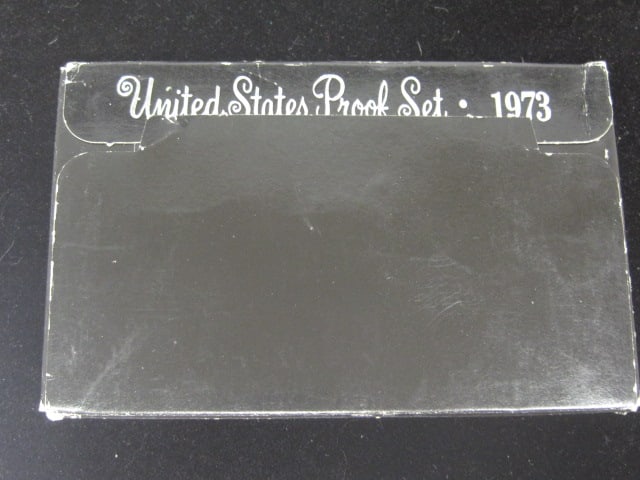 United States Proof Set • 1973